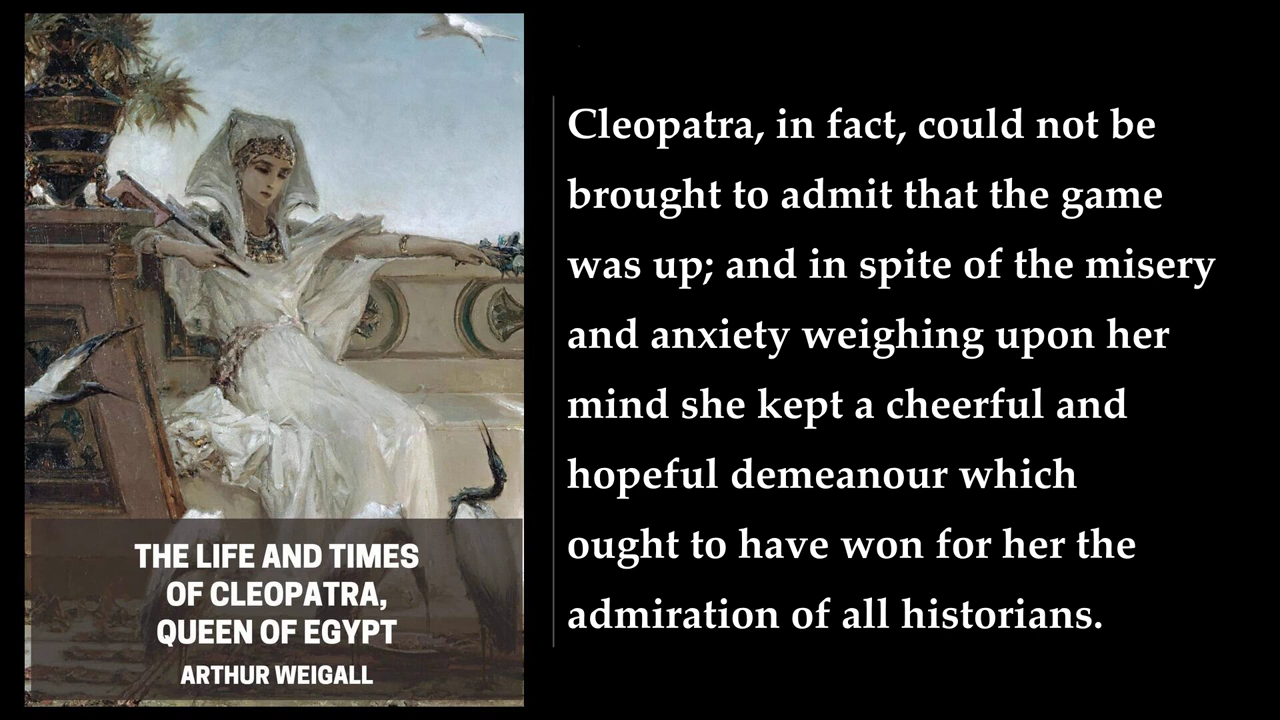 THE LIFE AND TIMES
OF CLEOPATRA,
QUEEN OF EGYPT
ARTHUR WEIGALL
Cleopatra, in fact, could not be
brought to admit that the game
was up; and in spite of the misery
and anxiety weighing upon her
mind she kept a cheerful and
hopeful demeanour which
ought to have won for her the
admiration of all historians.